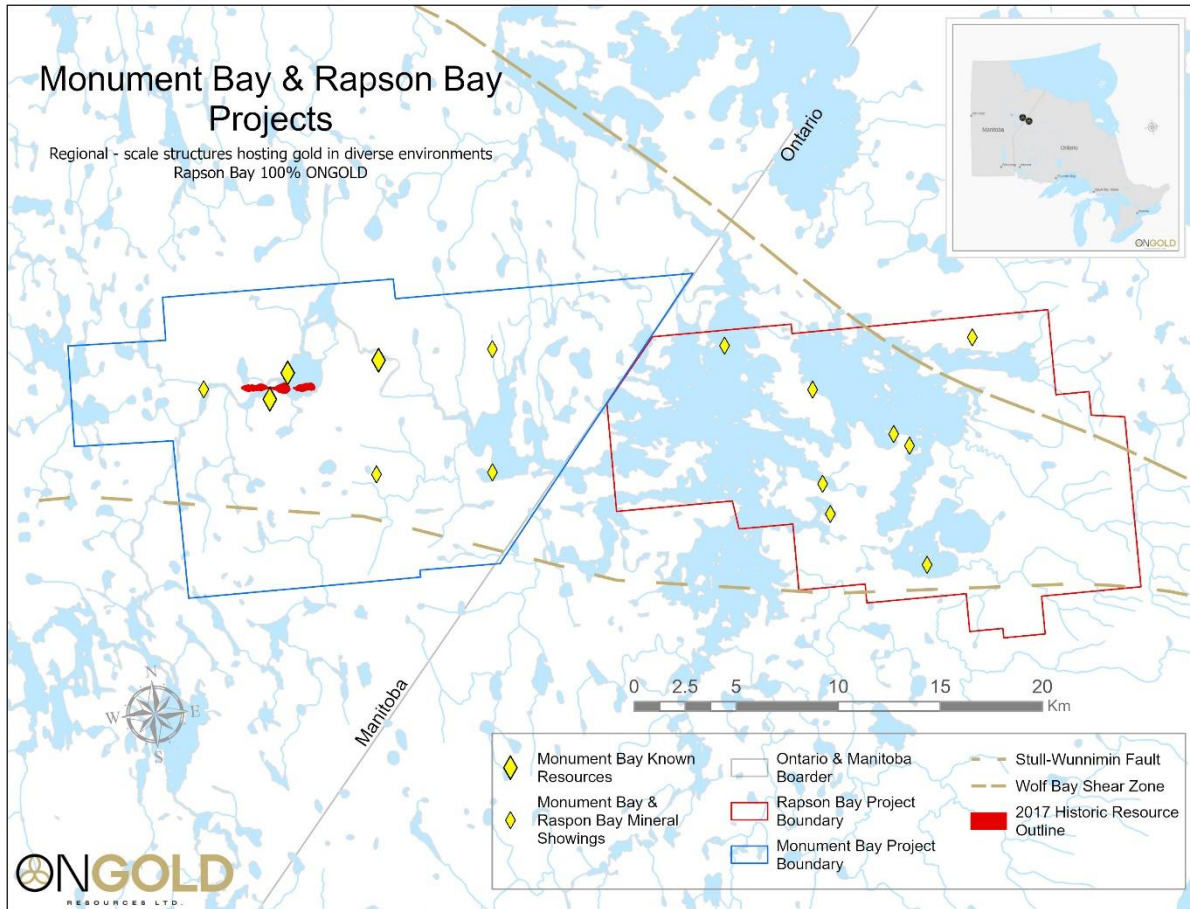 Monument Bay & Rapson Bay
Projects
Regional - scale structures hosting gold in diverse environments
Rapson Bay 100% ONGOLD
Ontario
Manitoba
Manitoba
Ontario
ONGOLD
N
W
E
S
0
2.5
5
10
15
20
Km
Monument Bay Known
Resources
Monument Bay &
Raspon Bay Mineral
Showings
Ontario & Manitoba
Boarder
Rapson Bay Project
Boundary
Monument Bay Project
Boundary
Stull-Wunnimin Fault
Wolf Bay Shear Zone
2017 Historic Resource
Outline
ONGOLD
RESOURCES LTD.